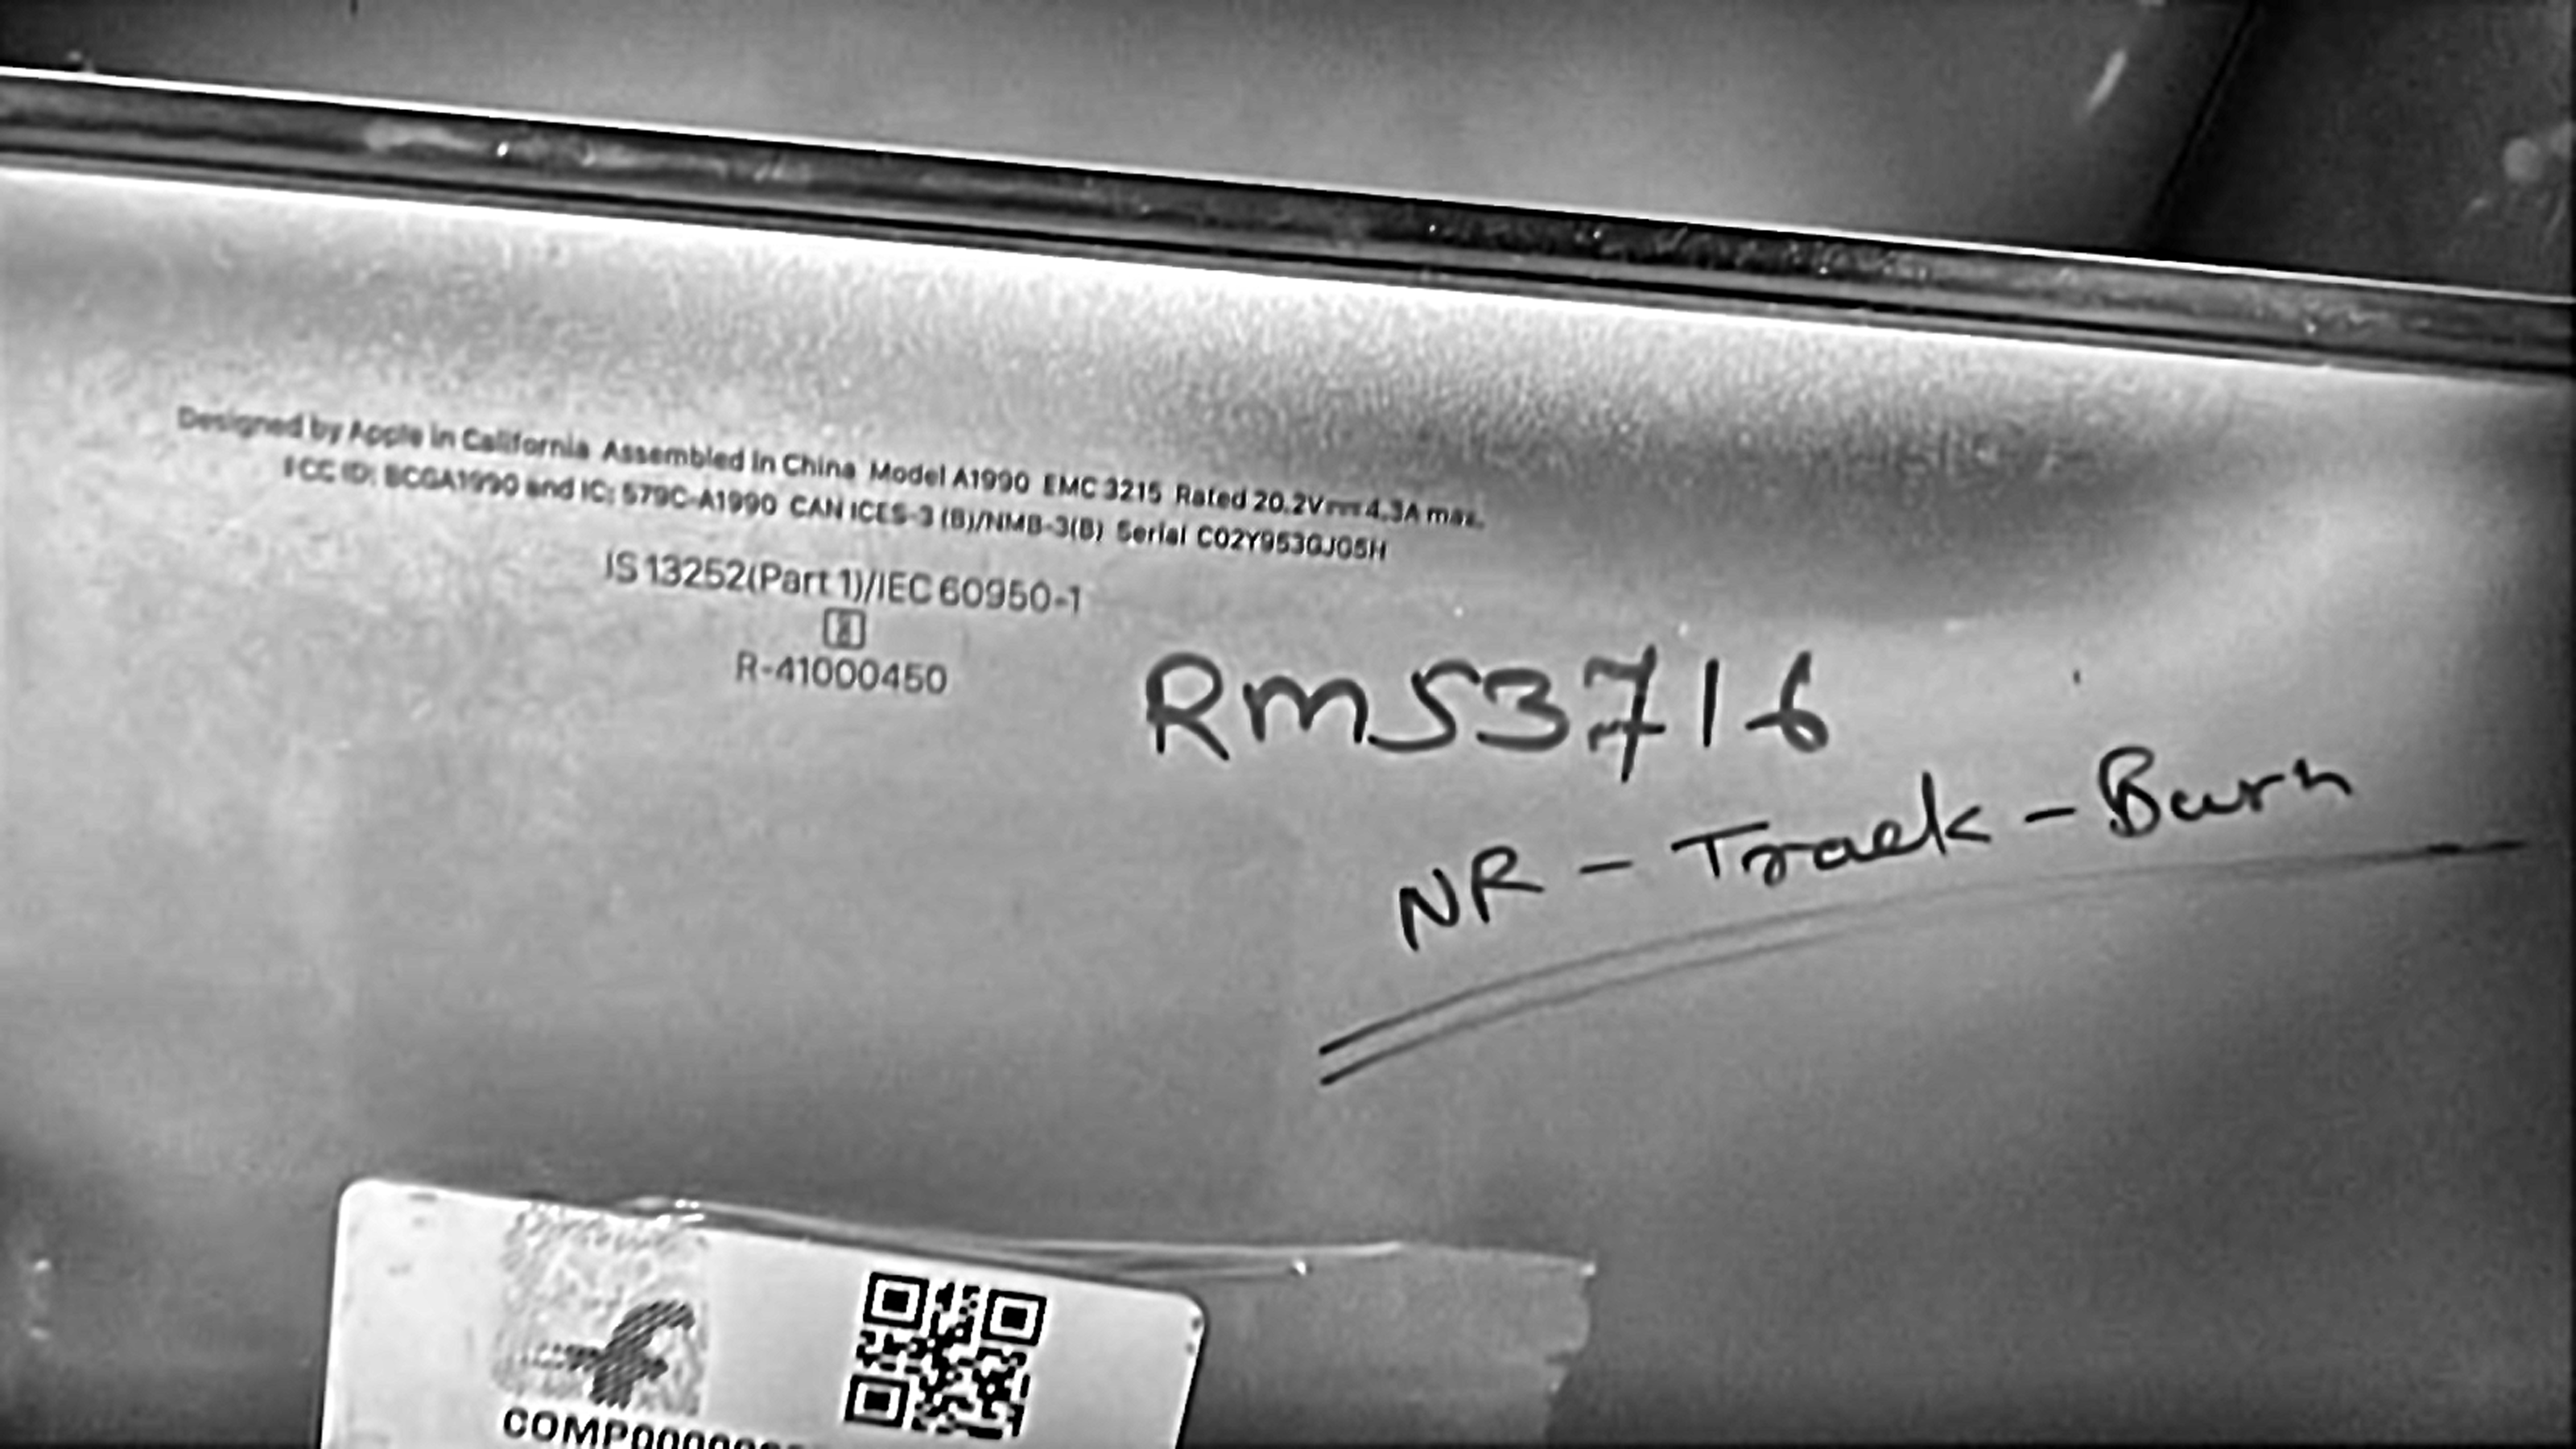 Designed by Apple in California Assembled in China Model A1990 EMC 3215 Rated 20.2V⎓4.3A max.
FCC ID: BCGA1990 and IC: 579C-A1990 CAN ICES-3 (B)/NMB-3(B) Serial
IS 13252(Part 1)/IEC 60950-1
R-41000450
RMS3716
NR - Track - Burn